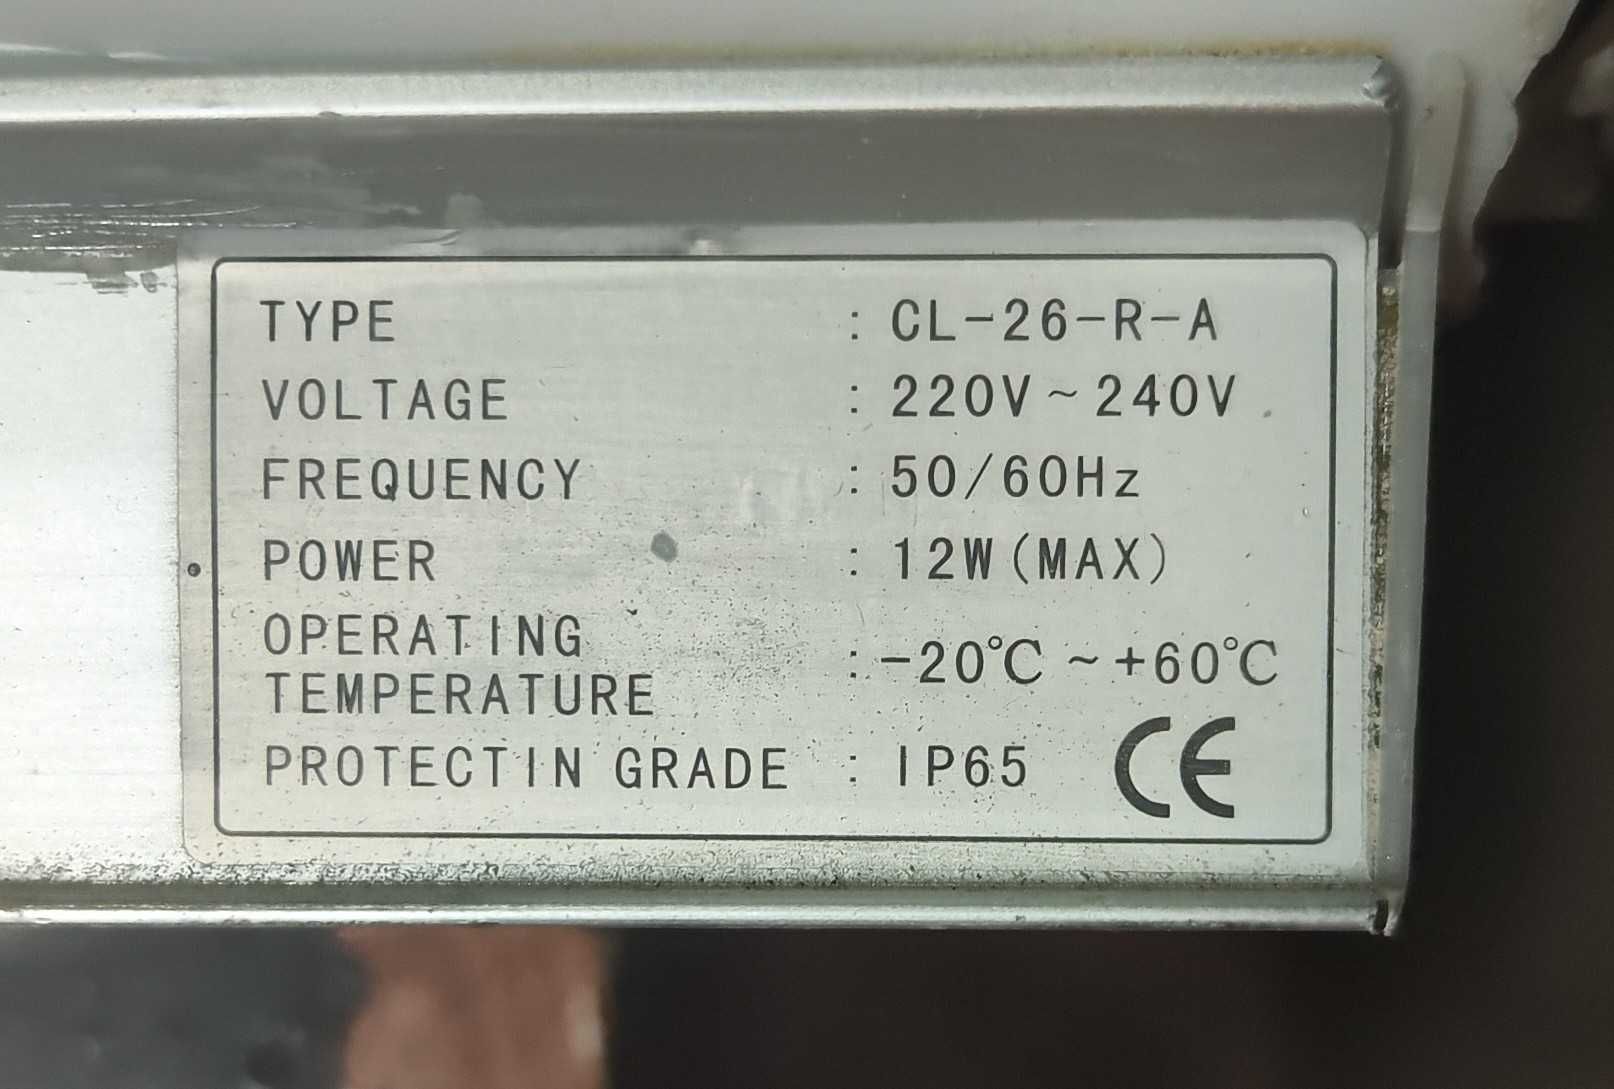 TYPE : CL-26-R-A
VOLTAGE : 220V~240V
FREQUENCY : 50/60Hz
POWER : 12W(MAX)
OPERATING
TEMPERATURE : -20℃ ~+60℃
PROTECTIN GRADE : IP65 CE